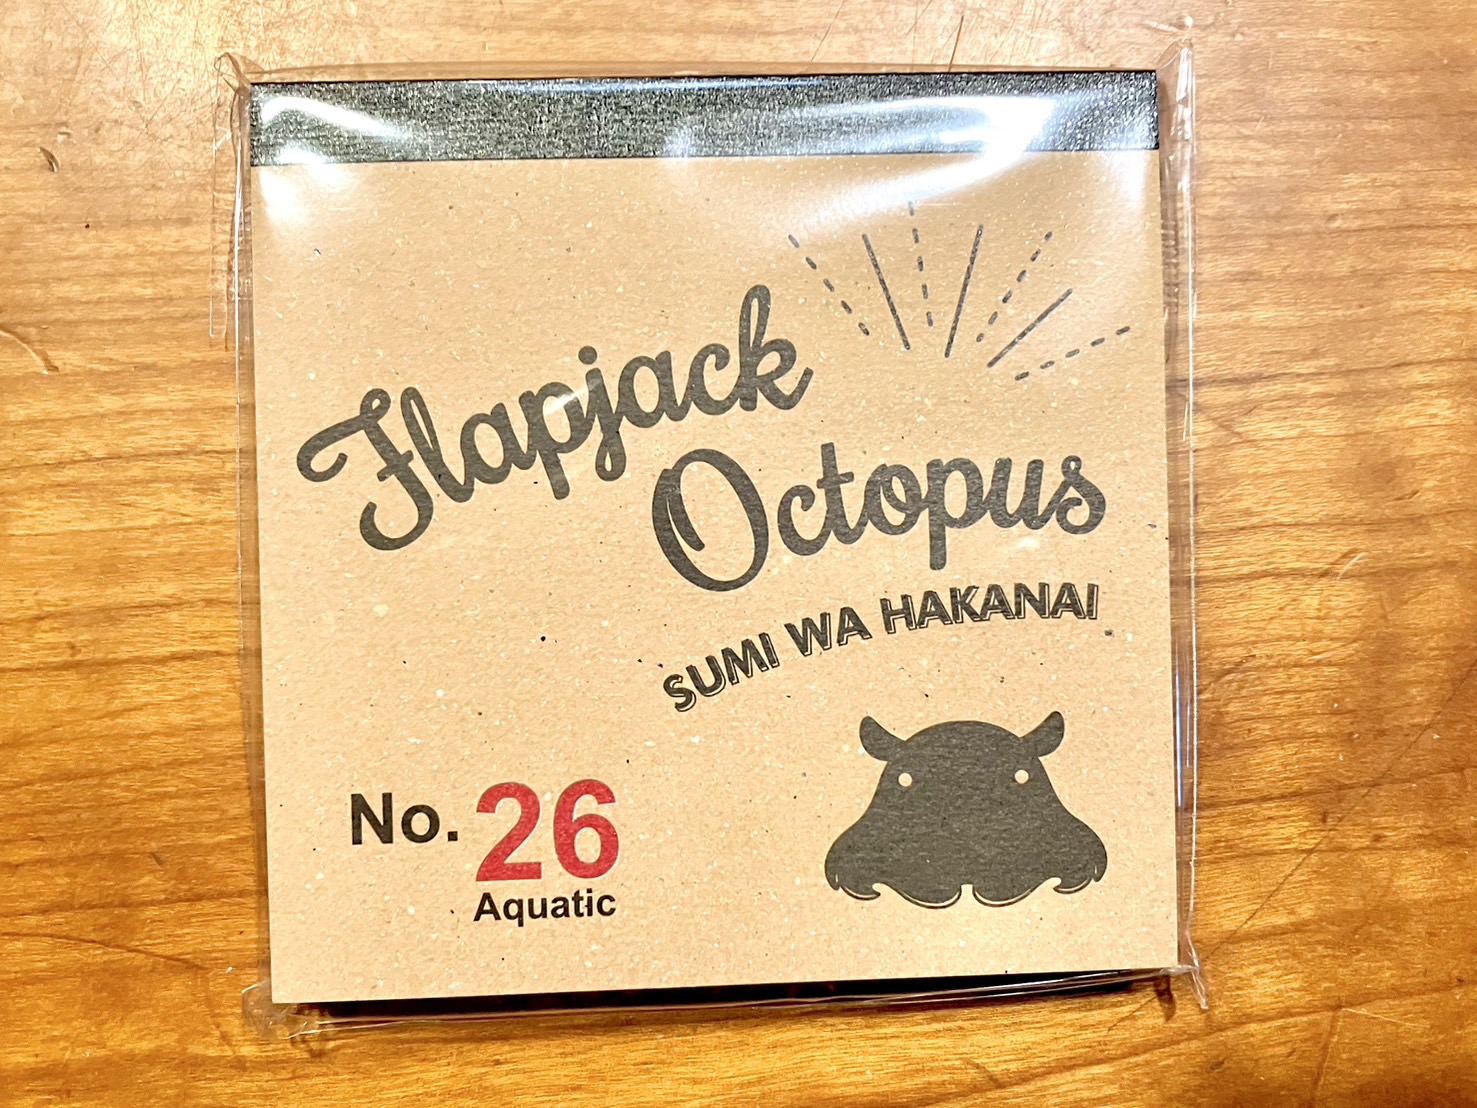 Flapjack
Octopus
SUMI WA HAKANAI
No. 26
Aquatic